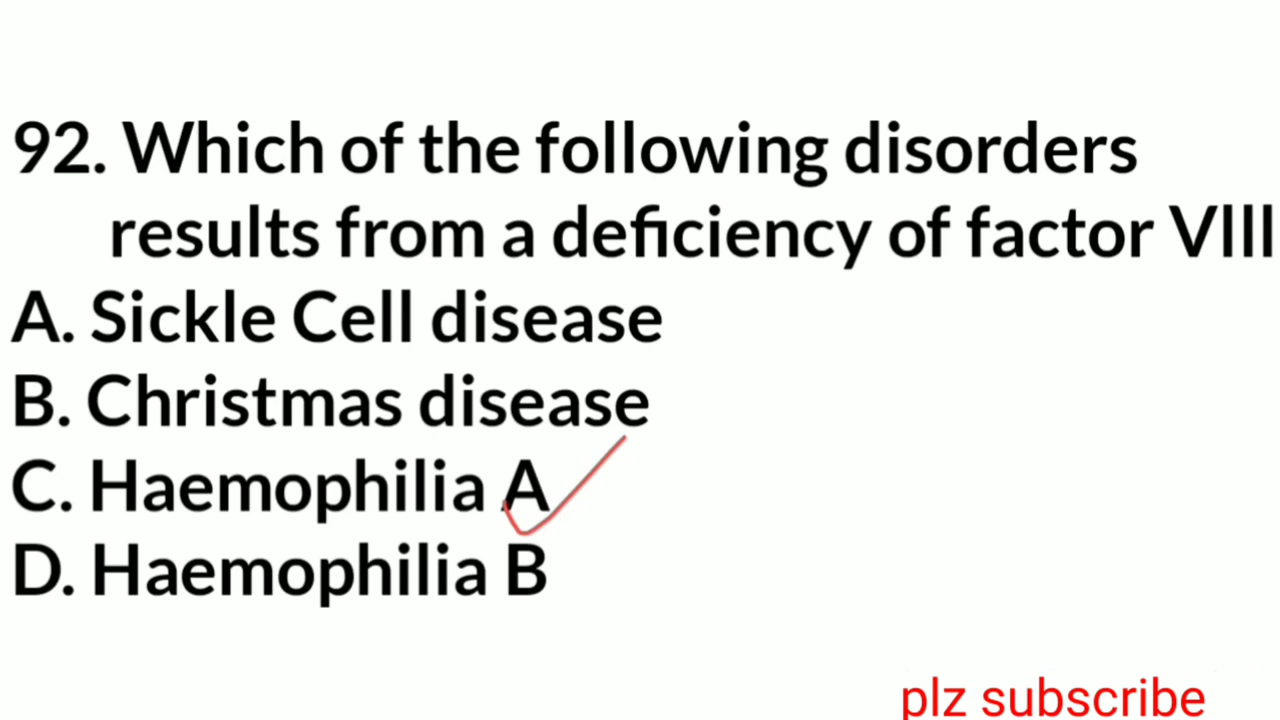 92. Which of the following disorders
results from a deficiency of factor VIII
A. Sickle Cell disease
B. Christmas disease
C. Haemophilia A
D. Haemophilia B
plz subscribe